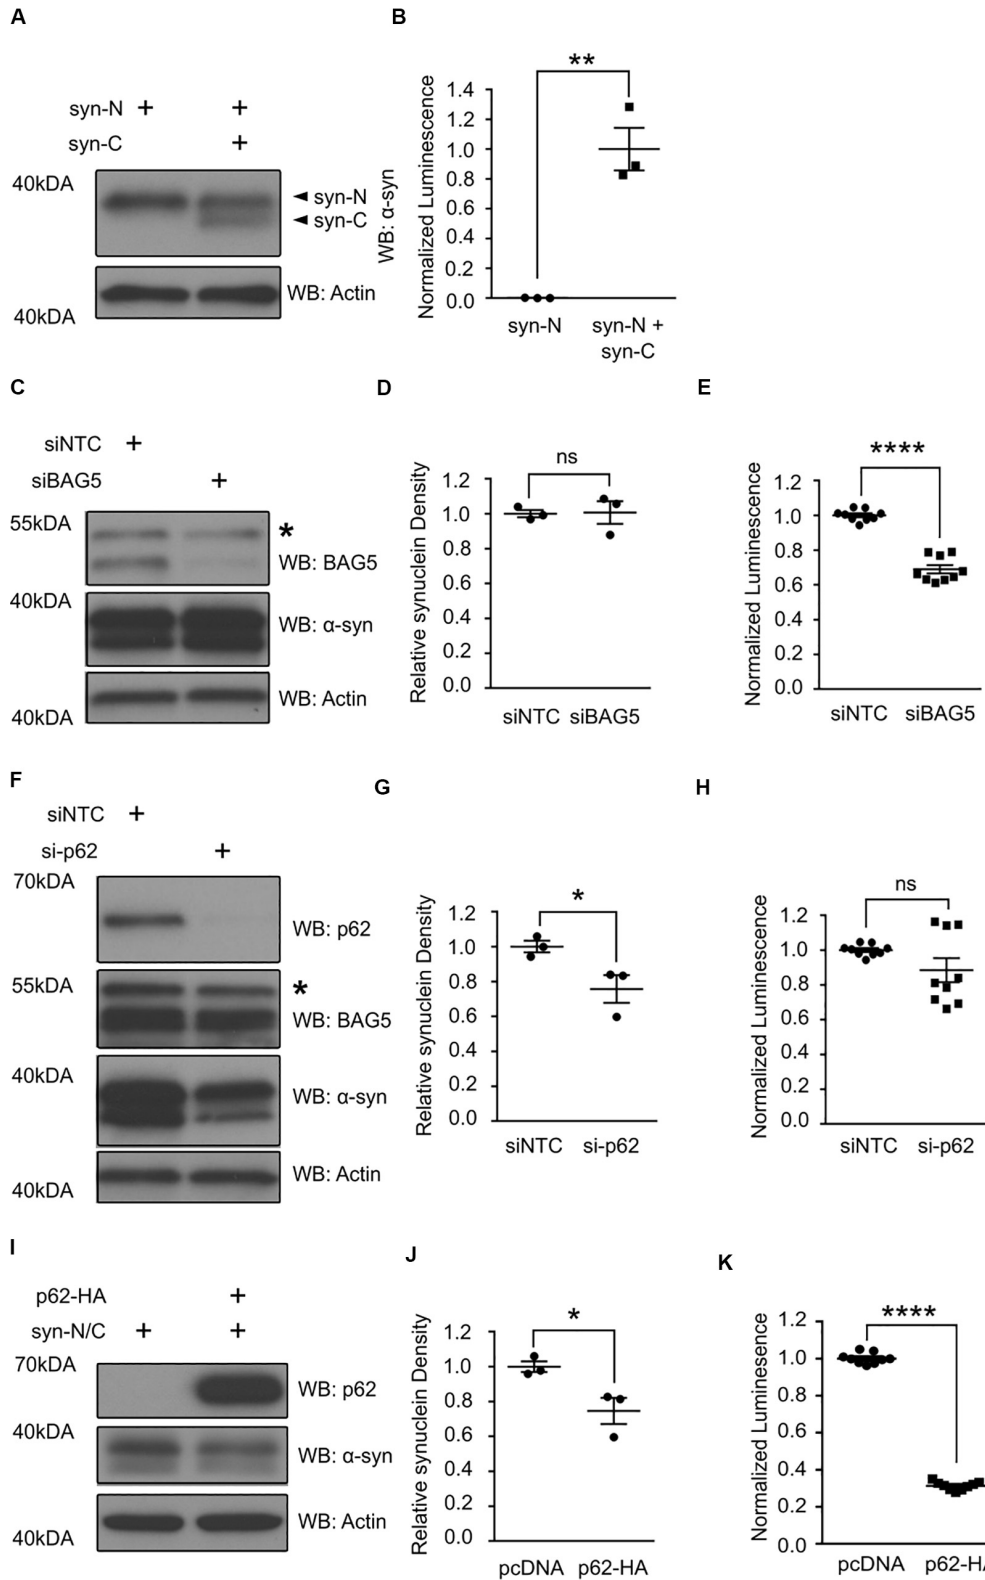 A
syn-N + +
syn-C +
40kDA
syn-N
syn-C
WB: α-syn
WB: Actin
40kDA
B
**
Normalized Luminescence
1.4
1.2
1.0
0.8
0.6
0.4
0.2
0.0
syn-N
syn-N +
syn-C
C
siNTC +
siBAG5 +
55kDA
*
WB: BAG5
40kDA
WB: α-syn
WB: Actin
40kDA
D
ns
Relative synuclein Density
1.2
1.0
0.8
0.6
0.4
0.2
0.0
siNTC siBAG5
E
****
Normalized Luminescence
1.2
1.0
0.8
0.6
0.4
0.2
0.0
siNTC siBAG5
F
siNTC +
si-p62 +
70kDA
WB: p62
55kDA
*
WB: BAG5
40kDA
WB: α-syn
WB: Actin
40kDA
G
*
Relative synuclein Density
1.2
1.0
0.8
0.6
0.4
0.2
0.0
siNTC si-p62
H
ns
Normalized Luminescence
1.2
1.0
0.8
0.6
0.4
0.2
0.0
siNTC si-p62
I
p62-HA +
syn-N/C + +
70kDA
WB: p62
40kDA
WB: α-syn
WB: Actin
40kDA
J
*
Relative synuclein Density
1.2
1.0
0.8
0.6
0.4
0.2
0.0
pcDNA p62-HA
K
****
Normalized Luminesence
1.2
1.0
0.8
0.6
0.4
0.2
0.0
pcDNA p62-HA